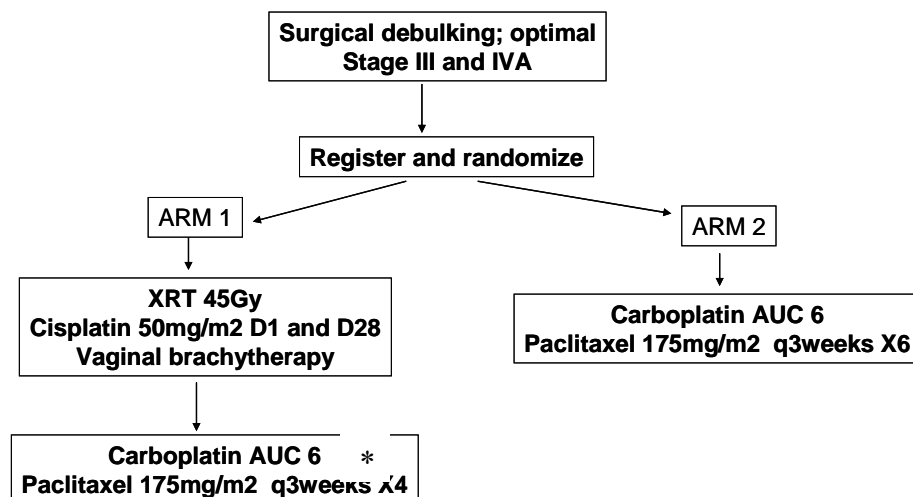 Surgical debulking; optimal
Stage III and IVA
Register and randomize
ARM 1
ARM 2
XRT 45Gy
Cisplatin 50mg/m2 D1 and D28
Vaginal brachytherapy
Carboplatin AUC 6
Paclitaxel 175mg/m2 q3weeks X6
Carboplatin AUC 6 *
Paclitaxel 175mg/m2 q3weeks X4